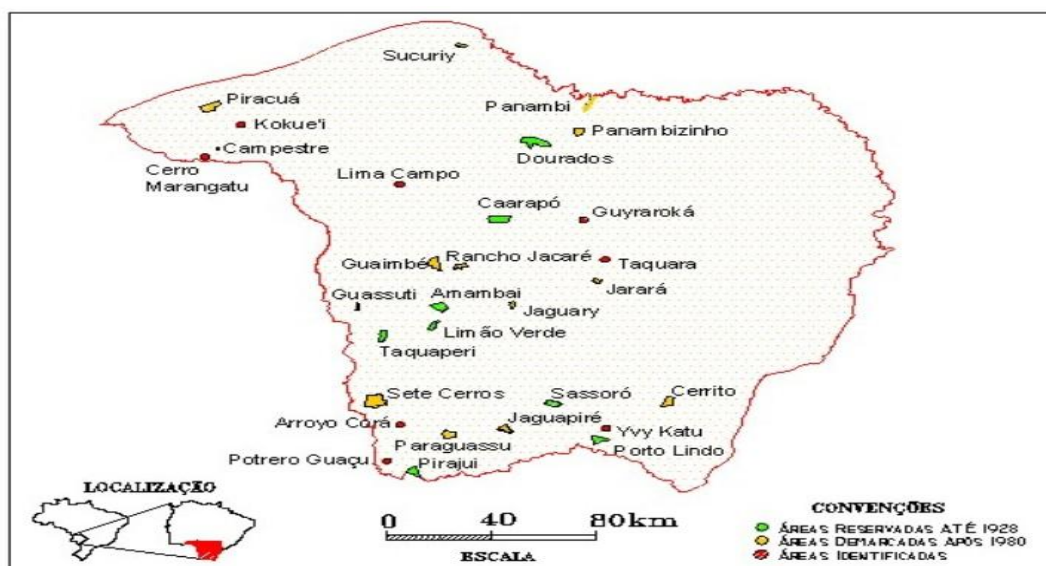 Sucuriy
Piracuá
Panambi
Kokue'i
Panambizinho
Campestre
Dourados
Cerro
Marangatu
Lima Campo
Caarapó
Guyraroká
Guaimbé
Rancho Jacaré
Taquara
Jarará
Guassuti
Amambai
Jaguary
Limão Verde
Taquaperi
Sete Cerros
Sassoró
Cerrito
Arroyo Corá
Jaguapiré
Yvy Katu
Paraguassu
Porto Lindo
Potrero Guaçu
Pirajui
LOCALIZAÇÃO
0 40 80km
ESCALA
CONVENÇÕES
ÁREAS RESERVADAS ATÉ 1928
ÁREAS DEMARCADAS APÓS 1980
ÁREAS IDENTIFICADAS